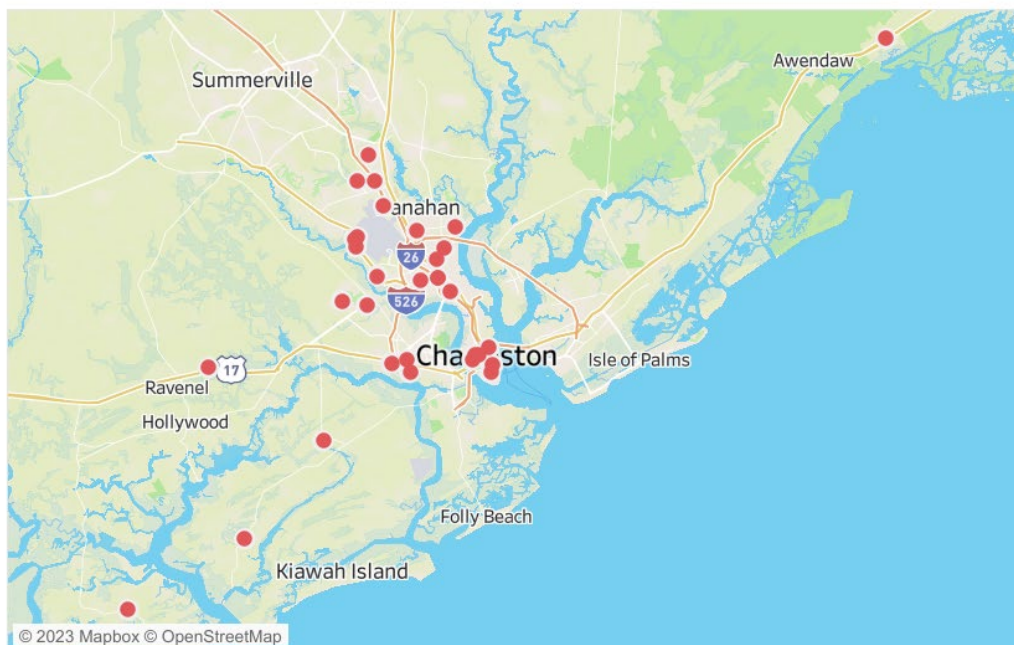 Awendaw
Summerville
anahan
26
526
Cha ston
Isle of Palms
17
Ravenel
Hollywood
Folly Beach
Kiawah Island
© 2023 Mapbox © OpenStreetMap